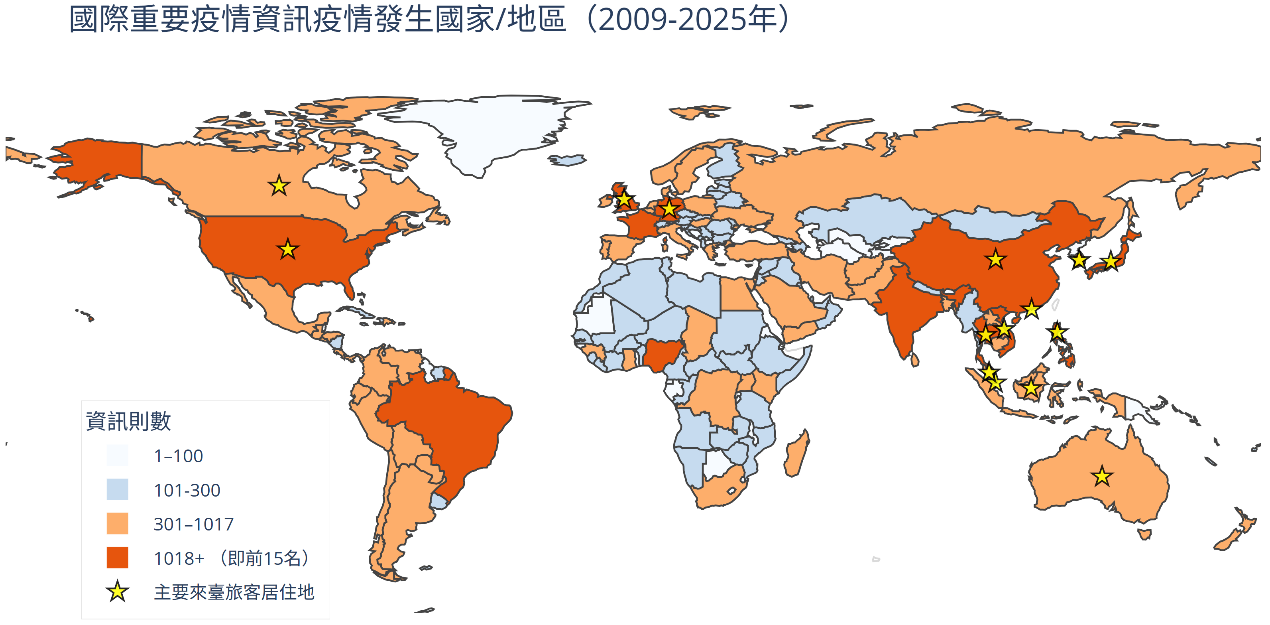 國際重要疫情資訊疫情發生國家/地區（2009-2025年）
資訊則數
1–100
101-300
301–1017
1018+ （即前15名）
主要來臺旅客居住地